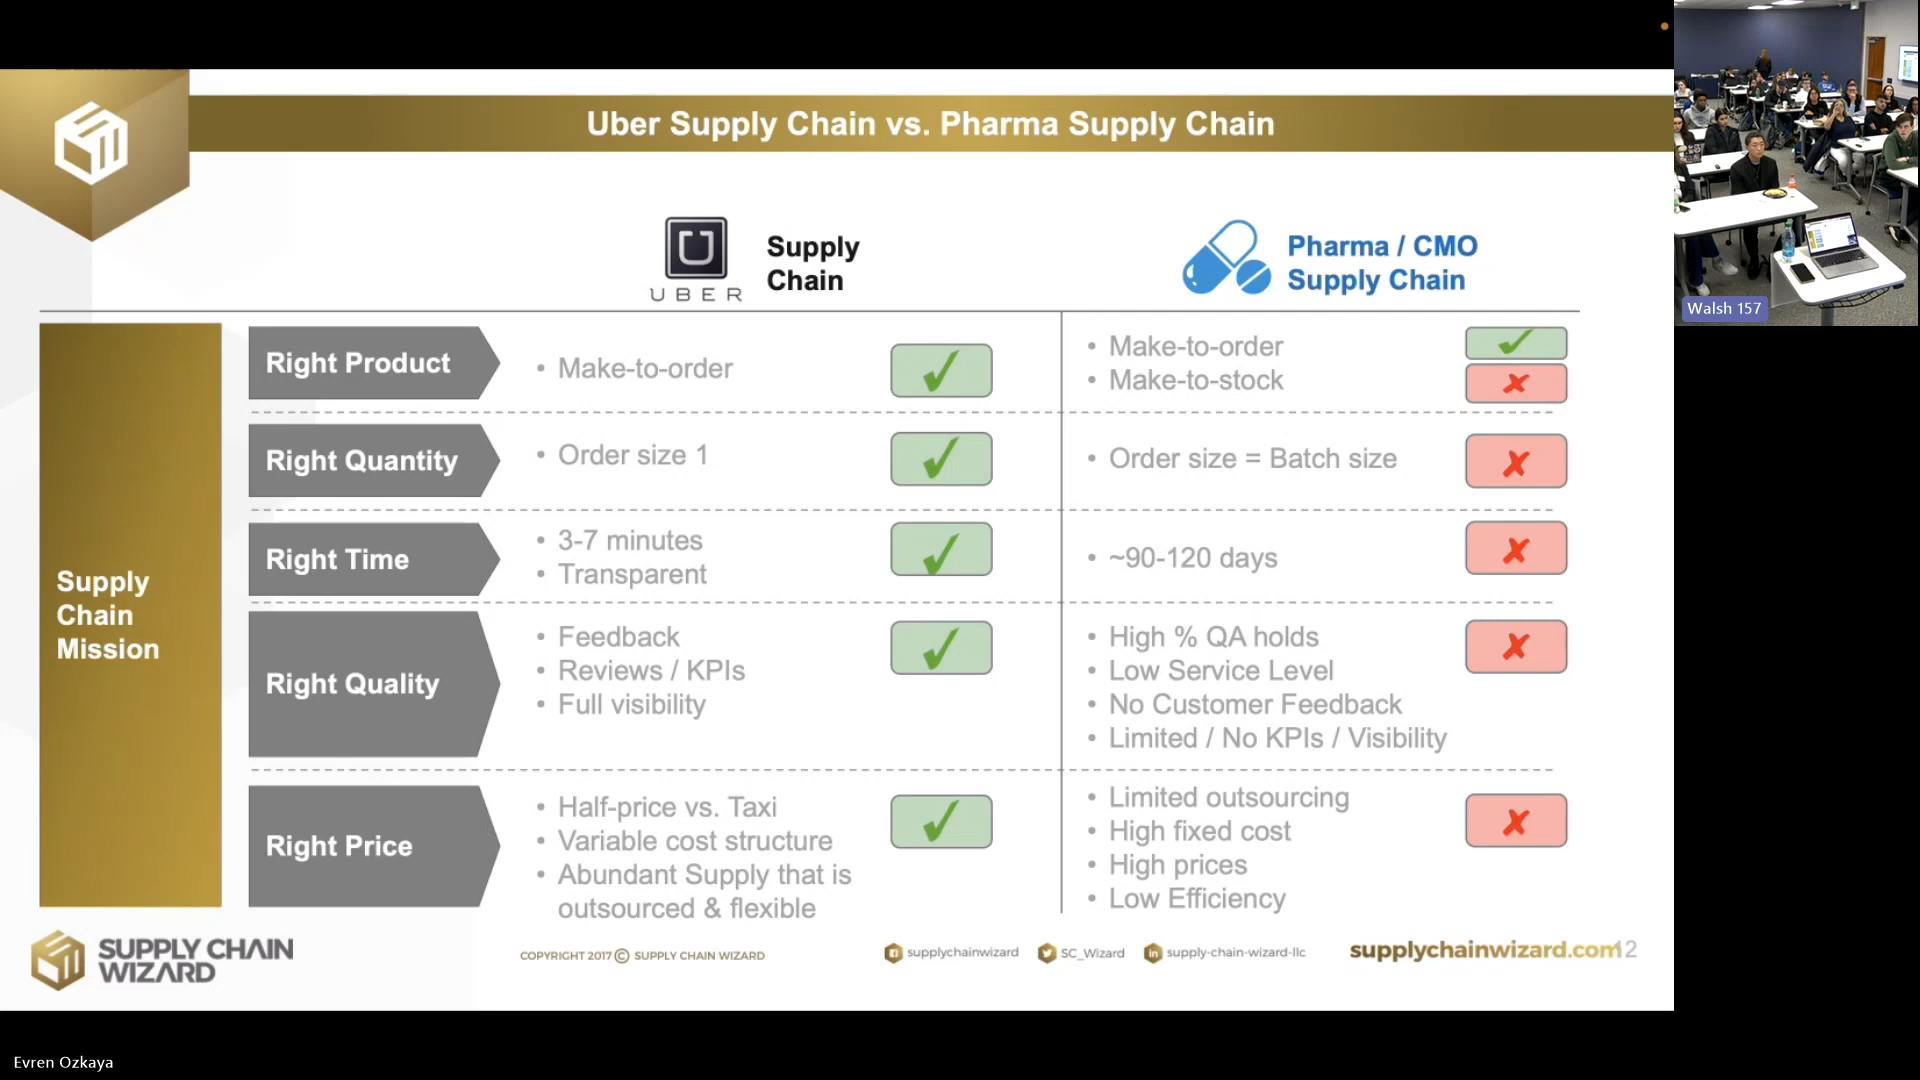 Uber Supply Chain vs. Pharma Supply Chain
UBER
Supply
Chain
Pharma / CMO
Supply Chain
Walsh 157
Supply
Chain
Mission
Right Product
• Make-to-order
• Make-to-order
• Make-to-stock
Right Quantity
• Order size 1
• Order size = Batch size
Right Time
• 3-7 minutes
• Transparent
• ~90-120 days
Right Quality
• Feedback
• Reviews / KPIs
• Full visibility
• High % QA holds
• Low Service Level
• No Customer Feedback
• Limited / No KPIs / Visibility
Right Price
• Half-price vs. Taxi
• Variable cost structure
• Abundant Supply that is
outsourced & flexible
• Limited outsourcing
• High fixed cost
• High prices
• Low Efficiency
SUPPLY CHAIN
WIZARD
COPYRIGHT 2017 © SUPPLY CHAIN WIZARD
supplychainwizard
SC_Wizard
supply-chain-wizard-llc
supplychainwizard.com
12
Evren Ozkaya